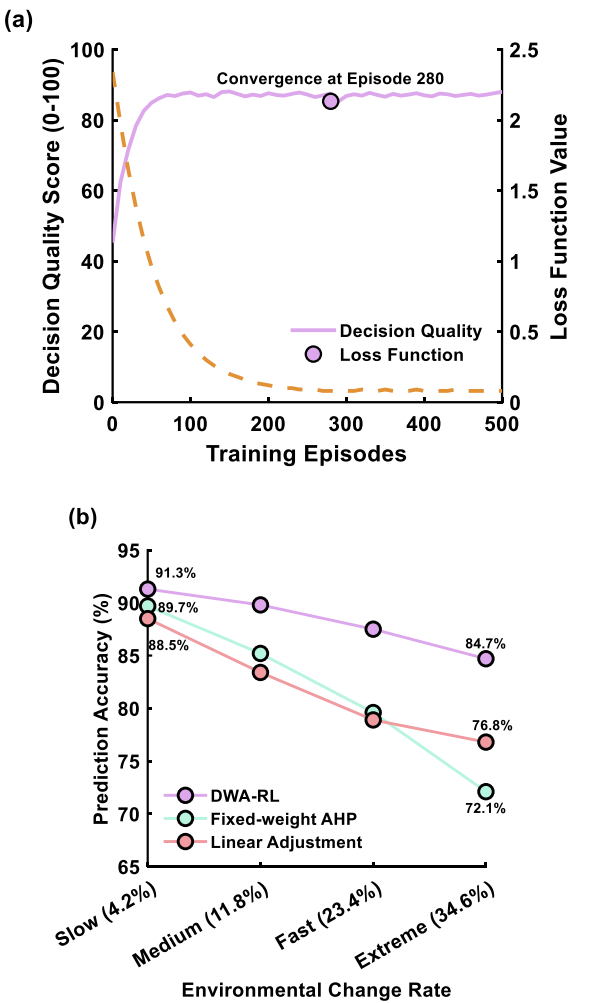 (a)
Convergence at Episode 280
Decision Quality Score (0-100)
100
80
60
40
20
0
2.5
2
1.5
1
0.5
0
Loss Function Value
Decision Quality
Loss Function
0 100 200 300 400 500
Training Episodes
(b)
Prediction Accuracy (%)
95
90
85
80
75
70
65
91.3%
89.7%
88.5%
84.7%
76.8%
72.1%
DWA-RL
Fixed-weight AHP
Linear Adjustment
Slow (4.2%)
Medium (11.8%)
Fast (23.4%)
Extreme (34.6%)
Environmental Change Rate